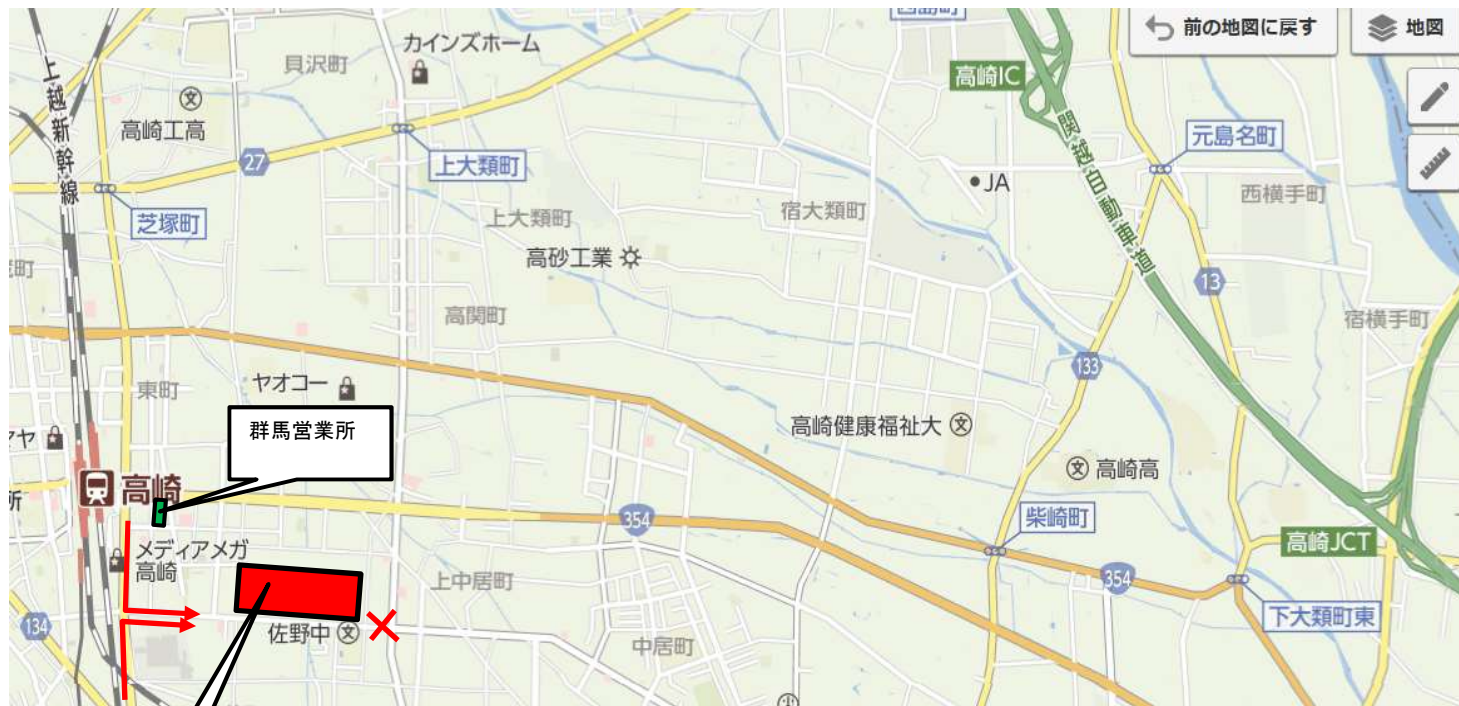 前の地図に戻す
地図
カインズホーム
貝沢町
高崎IC
上越新幹線
高崎工高
関越自動車道
元島名町
27
上大類町
JA
西横手町
芝塚町
上大類町
宿大類町
高砂工業
13
高関町
宿横手町
133
東町
ヤオコー
群馬営業所
高崎健康福祉大
高崎高
高崎
所
354
柴崎町
メディアメガ
高崎
高崎JCT
上中居町
354
134
佐野中
下大類町東
中居町